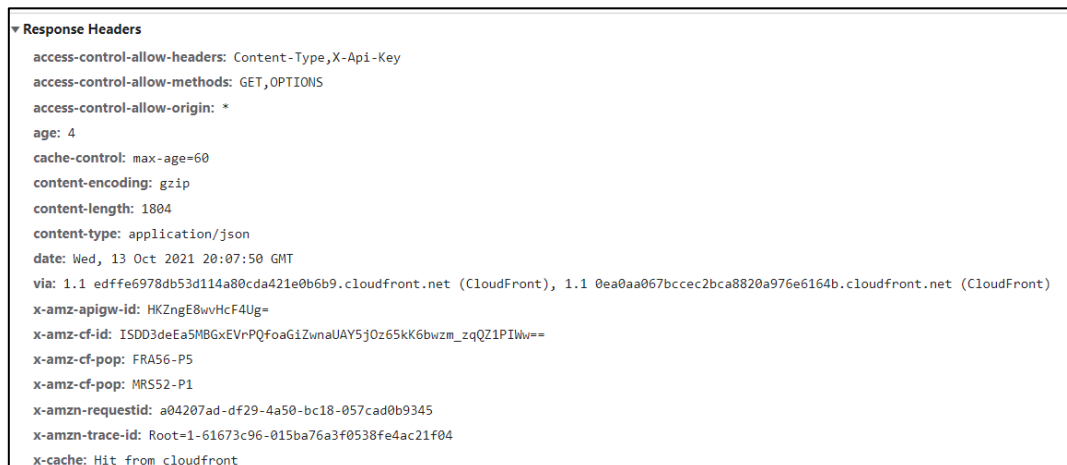 Response Headers
access-control-allow-headers: Content-Type,X-Api-Key
access-control-allow-methods: GET,OPTIONS
access-control-allow-origin: *
age: 4
cache-control: max-age=60
content-encoding: gzip
content-length: 1804
content-type: application/json
date: Wed, 13 Oct 2021 20:07:50 GMT
via: 1.1 edffe6978db53d114a80cda421e0b6b9.cloudfront.net (CloudFront), 1.1 0ea0aa067bccec2bca8820a976e6164b.cloudfront.net (CloudFront)
x-amz-apigw-id: HKZngE8wvHcF4Ug=
x-amz-cf-id: ISDD3deEa5MBGxEVrPQfoaGiZwnaUAY5jOz65kK6bwzm_zqQZ1PIWw==
x-amz-cf-pop: FRA56-P5
x-amz-cf-pop: MRS52-P1
x-amzn-requestid: a04207ad-df29-4a50-bc18-057cad0b9345
x-amzn-trace-id: Root=1-61673c96-015ba76a3f0538fe4ac21f04
x-cache: Hit from cloudfront